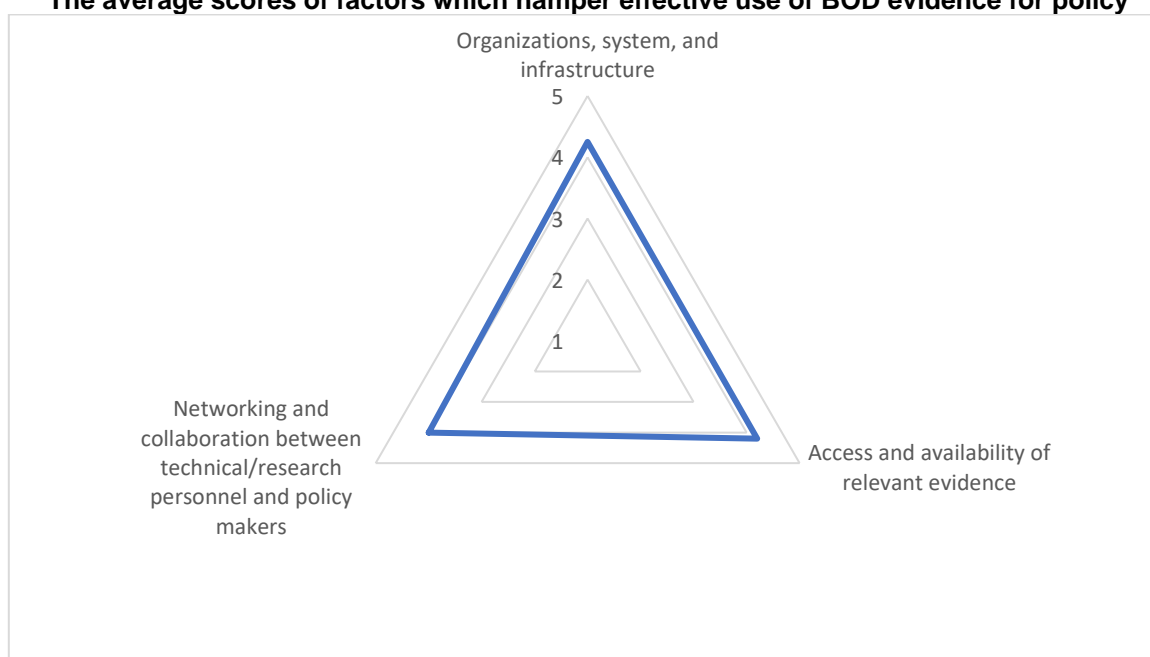 The average scores of factors which hamper effective use of BOD evidence for policy
Organizations, system, and
infrastructure
5
4
3
2
1
Networking and
collaboration between
technical/research
personnel and policy
makers
Access and availability of
relevant evidence